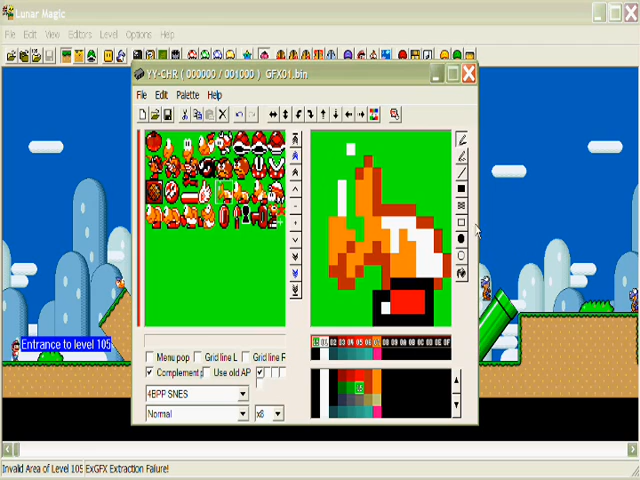 Lunar Magic
File Edit View Editors Level Options Help
YY-CHR ( 000000 / 001000 ) GFX01.bin
File Edit Palette Help
Menu pop Grid line L Grid line F
Complement p Use old AP
4BPP SNES
Normal x8
Entrance to level 105
Invalid Area of Level 105 ExGFX Extraction Failure!